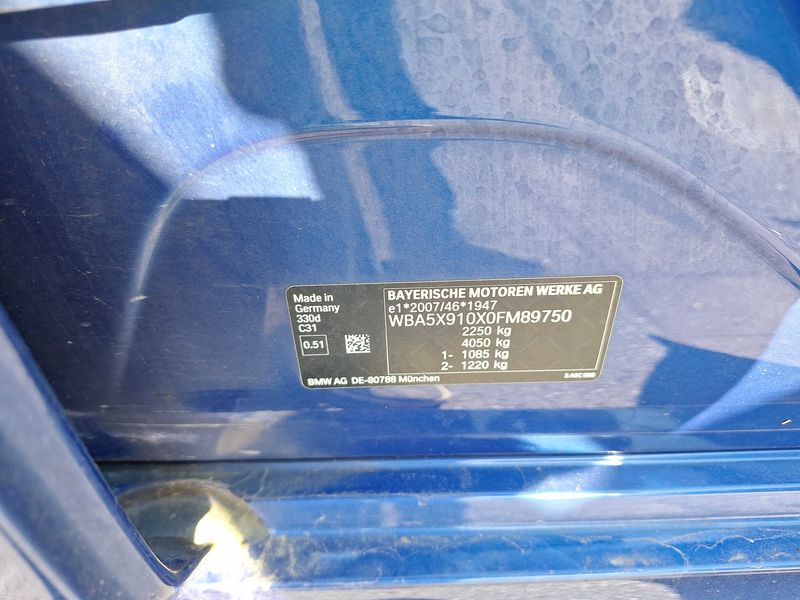 Made in
Germany
330d
C31
0.51
BMW AG DE-80788 München
BAYERISCHE MOTOREN WERKE AG
e1*2007/46*1947
WBA5X910X0FM89750
2250 kg
4050 kg
1- 1085 kg
2- 1220 kg